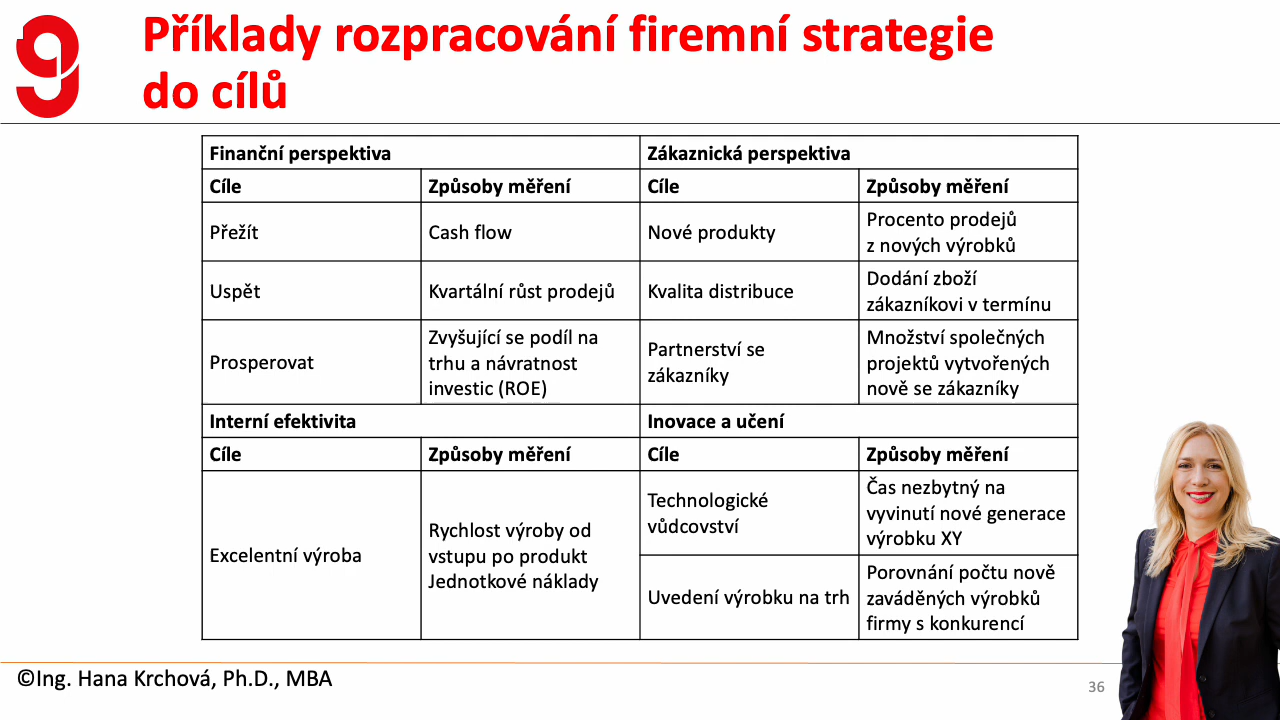 9
Příklady rozpracování firemní strategie
do cílů
Finanční perspektiva
Zákaznická perspektiva
Cíle
Způsoby měření
Cíle
Způsoby měření
Přežít
Cash flow
Nové produkty
Procento prodejů
z nových výrobků
Uspět
Kvartální růst prodejů
Kvalita distribuce
Dodání zboží
zákazníkovi v termínu
Prosperovat
Zvyšující se podíl na
trhu a návratnost
investic (ROE)
Partnerství se
zákazníky
Množství společných
projektů vytvořených
nově se zákazníky
Interní efektivita
Inovace a učení
Cíle
Způsoby měření
Cíle
Způsoby měření
Excelentní výroba
Rychlost výroby od
vstupu po produkt
Jednotkové náklady
Technologické
vůdcovství
Čas nezbytný na
vyvinutí nové generace
výrobku XY
Uvedení výrobku na trh
Porovnání počtu nově
zaváděných výrobků
firmy s konkurencí
©Ing. Hana Krchová, Ph.D., MBA
36